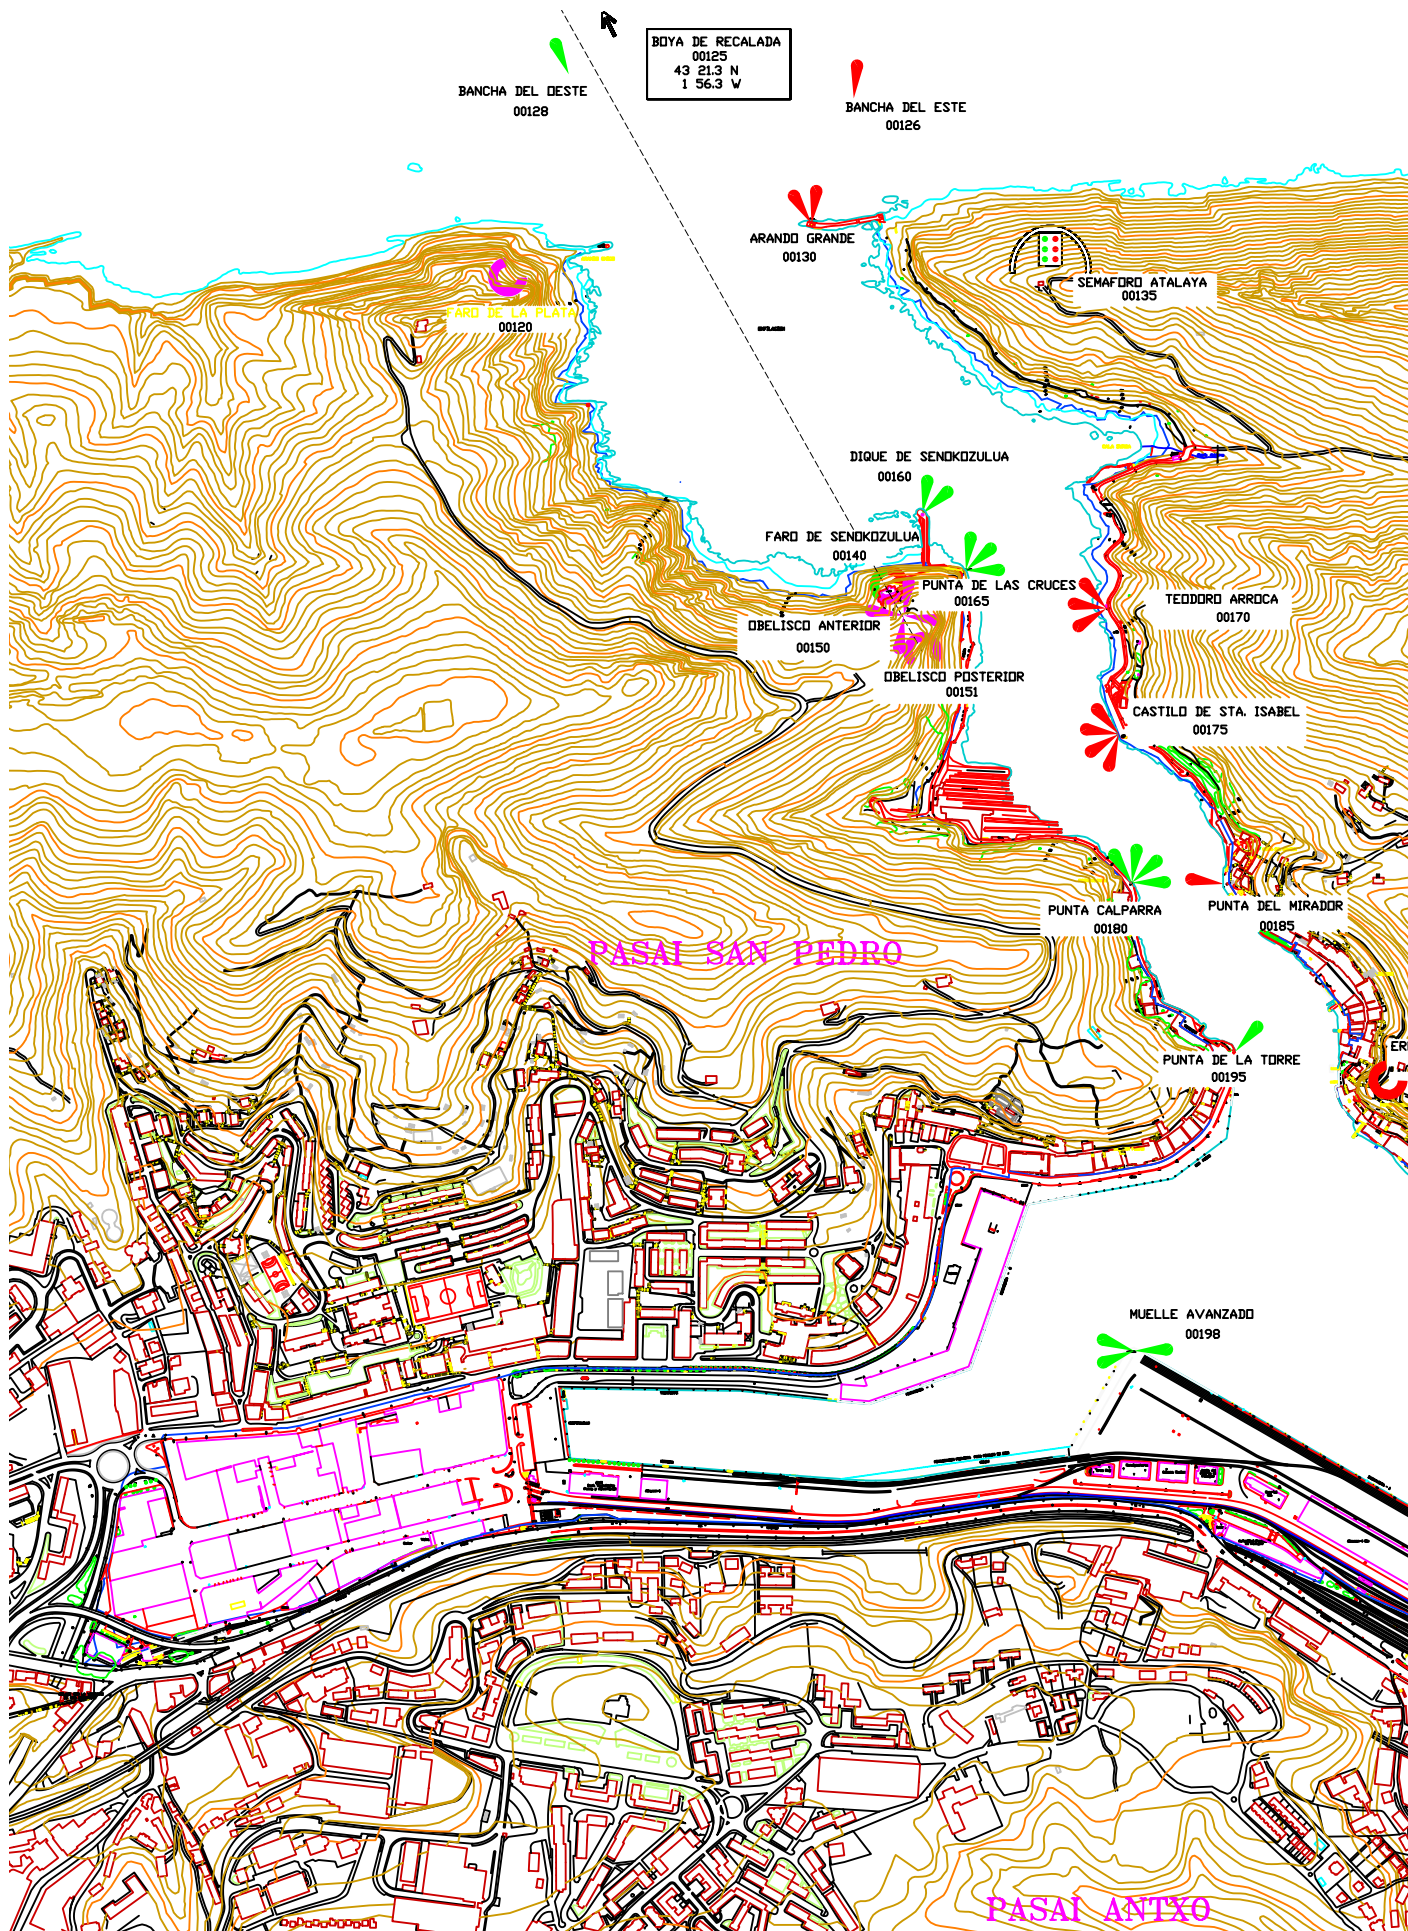 BOYA DE RECALADA
00125
43 21.3 N
1 56.3 W
BANCHA DEL OESTE
00128
BANCHA DEL ESTE
00126
ARANDO GRANDE
00130
SEMAFORO ATALAYA
00135
FARO DE LA PLATA
00120
DIQUE DE SENOKOZULUA
00160
FARO DE SENOKOZULUA
00140
PUNTA DE LAS CRUCES
00165
TEODORO ARROCA
00170
OBELISCO ANTERIOR
00150
OBELISCO POSTERIOR
00151
CASTILO DE STA. ISABEL
00175
PUNTA CALPARRA
00180
PUNTA DEL MIRADOR
00185
PASAI SAN PEDRO
PUNTA DE LA TORRE
00195
MUELLE AVANZADO
00198
PASAI ANTXO